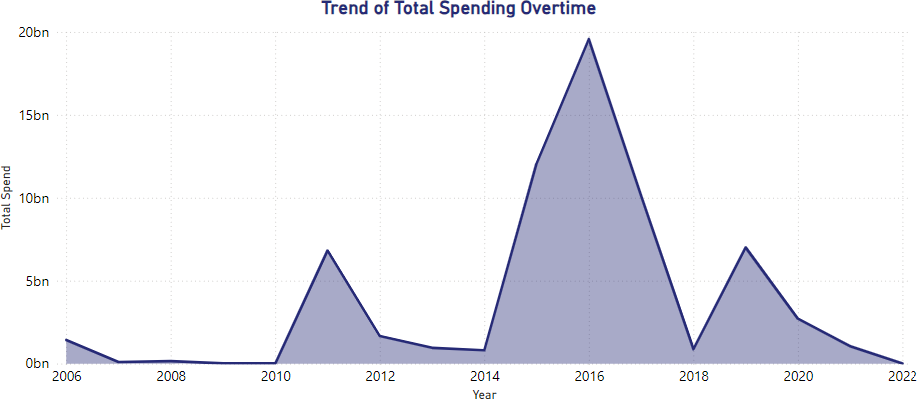 Trend of Total Spending Overtime
20bn
15bn
10bn
5bn
0bn
Total Spend
2006 2008 2010 2012 2014 2016 2018 2020 2022
Year